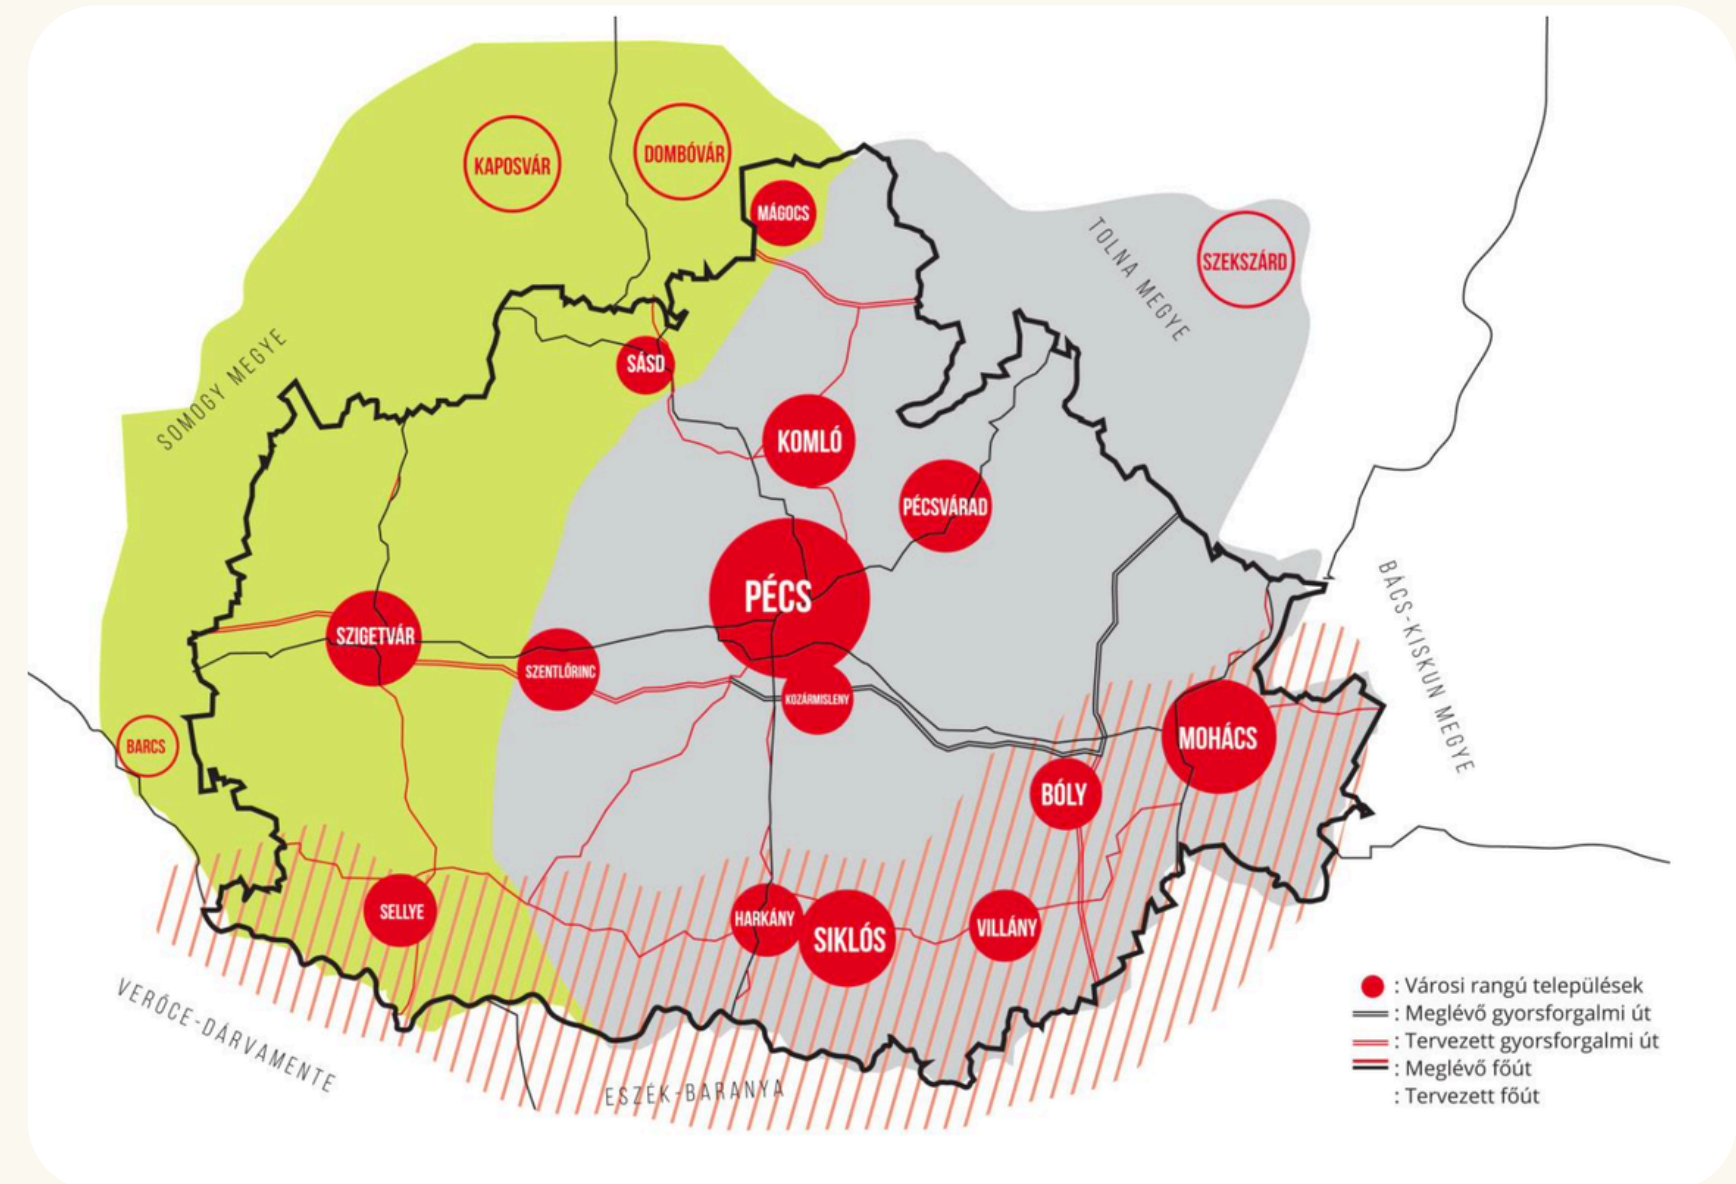 KAPOSVÁR
DOMBÓVÁR
MÁGOCS
TOLNA MEGYE
SZEKSZÁRD
SOMOGY MEGYE
SÁSD
KOMLÓ
PÉCSVÁRAD
PÉCS
BÁCS-KISKUN MEGYE
SZIGETVÁR
SZENTLŐRINC
KOZÁRMISLENY
BARCS
MOHÁCS
BÓLY
SELLYE
HARKÁNY
SIKLÓS
VILLÁNY
VERŐCE-DÁRVAMENTE
ESZÉK-BARANYA
: Városi rangú települések
: Meglévő gyorsforgalmi út
: Tervezett gyorsforgalmi út
: Meglévő főút
: Tervezett főút